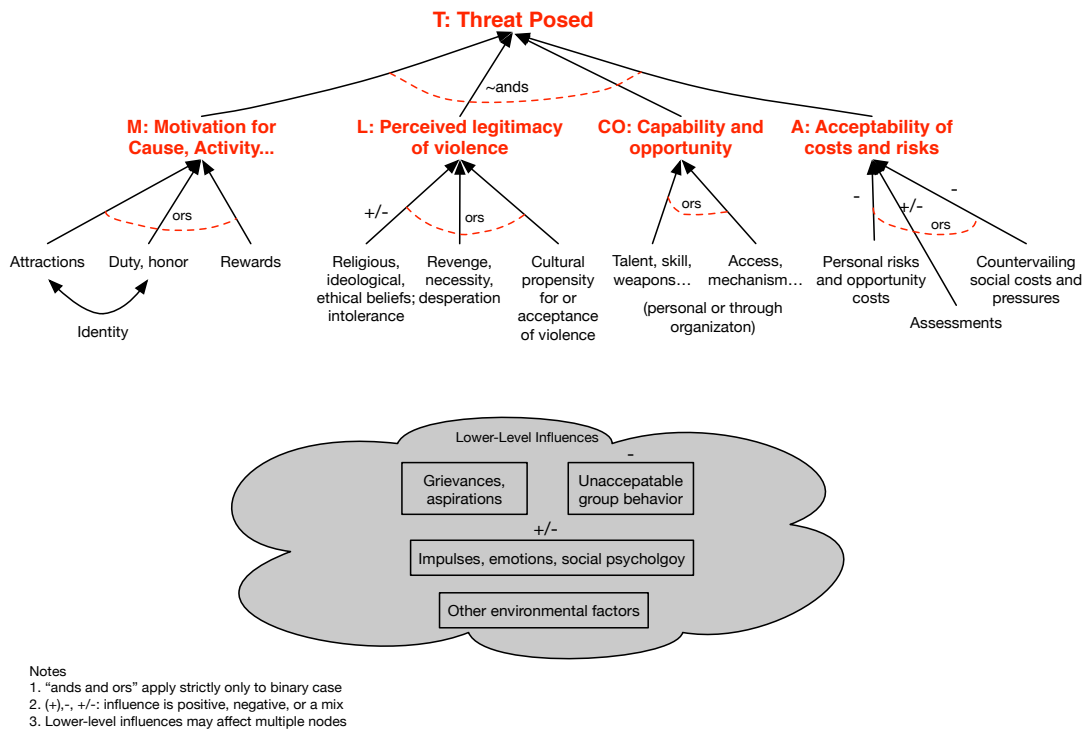 T: Threat Posed
~ands
M: Motivation for
Cause, Activity...
L: Perceived legitimacy
of violence
CO: Capability and
opportunity
A: Acceptability of
costs and risks
ors
+/-
ors
ors
-
+/-
-
ors
Attractions
Duty, honor
Rewards
Identity
Religious,
ideological,
ethical beliefs;
intolerance
Revenge,
necessity,
desperation
Cultural
propensity
for or
acceptance
of violence
Talent, skill,
weapons…
Access,
mechanism…
(personal or through
organizaton)
Personal risks
and opportunity
costs
Assessments
Countervailing
social costs and
pressures
Lower-Level Influences
Grievances,
aspirations
-
Unaccepatable
group behavior
+/-
Impulses, emotions, social psycholgoy
Other environmental factors
Notes
1. “ands and ors” apply strictly only to binary case
2. (+),-, +/-: influence is positive, negative, or a mix
3. Lower-level influences may affect multiple nodes